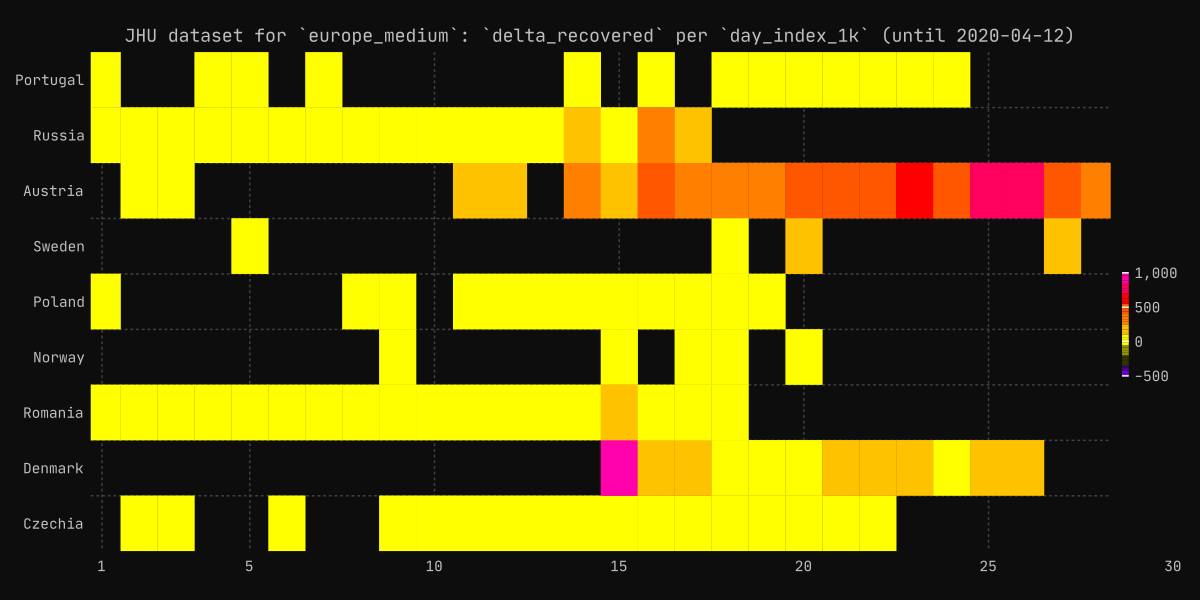 JHU dataset for `europe_medium`: `delta_recovered` per `day_index_1k` (until 2020-04-12)
Portugal
Russia
Austria
Sweden
Poland
Norway
Romania
Denmark
Czechia
1,000
500
0
-500
1 5 10 15 20 25 30